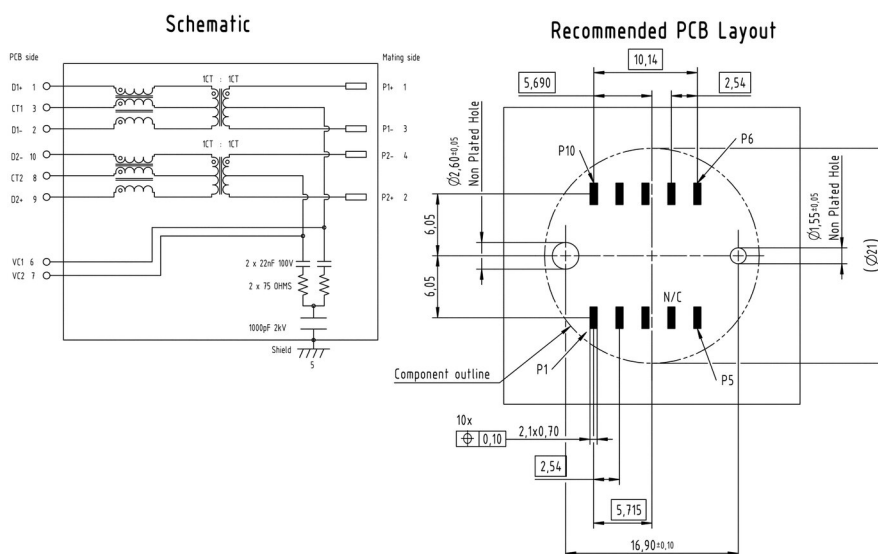 Schematic
PCB side
Mating side
1CT : 1CT
D1+ 1
P1+ 1
CT1 3
D1- 2
P1- 3
1CT : 1CT
D2- 10
P2- 4
CT2 8
D2+ 9
P2+ 2
VC1 6
VC2 7
2 x 22nF 100V
2 x 75 OHMS
1000pF 2kV
Shield
5
Recommended PCB Layout
10,14
5,690
2,54
Ø2,60±0,05
Non Plated Hole
P10
P6
Ø1,55±0,05
Non Plated Hole
(Ø21)
6,05
6,05
N/C
Component outline
P1
P5
10x
0,10
2,1x0,70
2,54
5,715
16,90±0,10